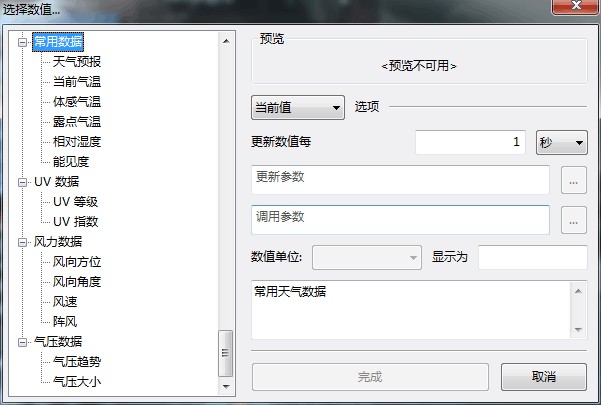 选择数值...
常用数据
天气预报
当前气温
体感气温
露点气温
相对湿度
能见度
UV 数据
UV 等级
UV 指数
风力数据
风向方位
风向角度
风速
阵风
气压数据
气压趋势
气压大小
预览
<预览不可用>
当前值 选项
更新数值每 1 秒
更新参数 ...
调用参数 ...
数值单位: 显示为
常用天气数据
完成 取消